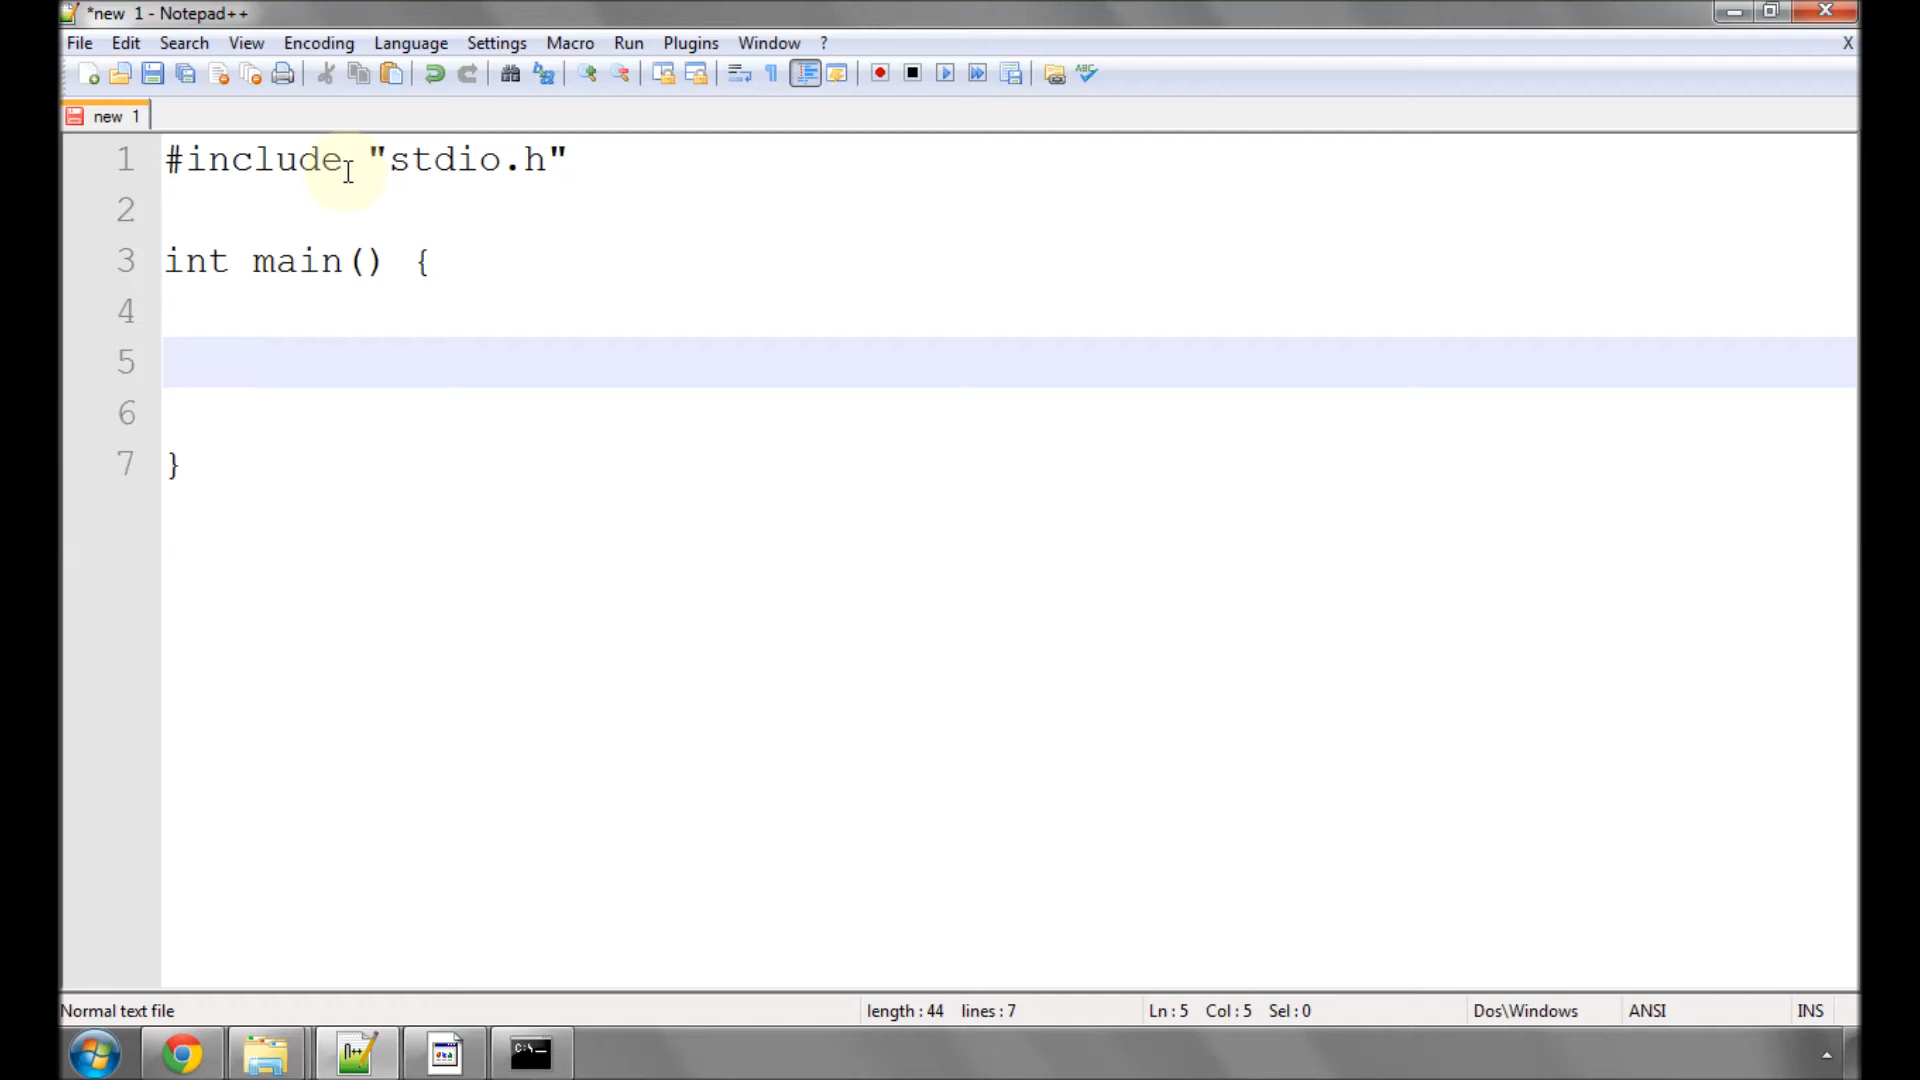 *new 1 - Notepad++
File Edit Search View Encoding Language Settings Macro Run Plugins Window ? X
new 1
1 #include "stdio.h"
2
3 int main() {
4
5
6
7 }
Normal text file length : 44 lines : 7 Ln : 5 Col : 5 Sel : 0 Dos\Windows ANSI INS